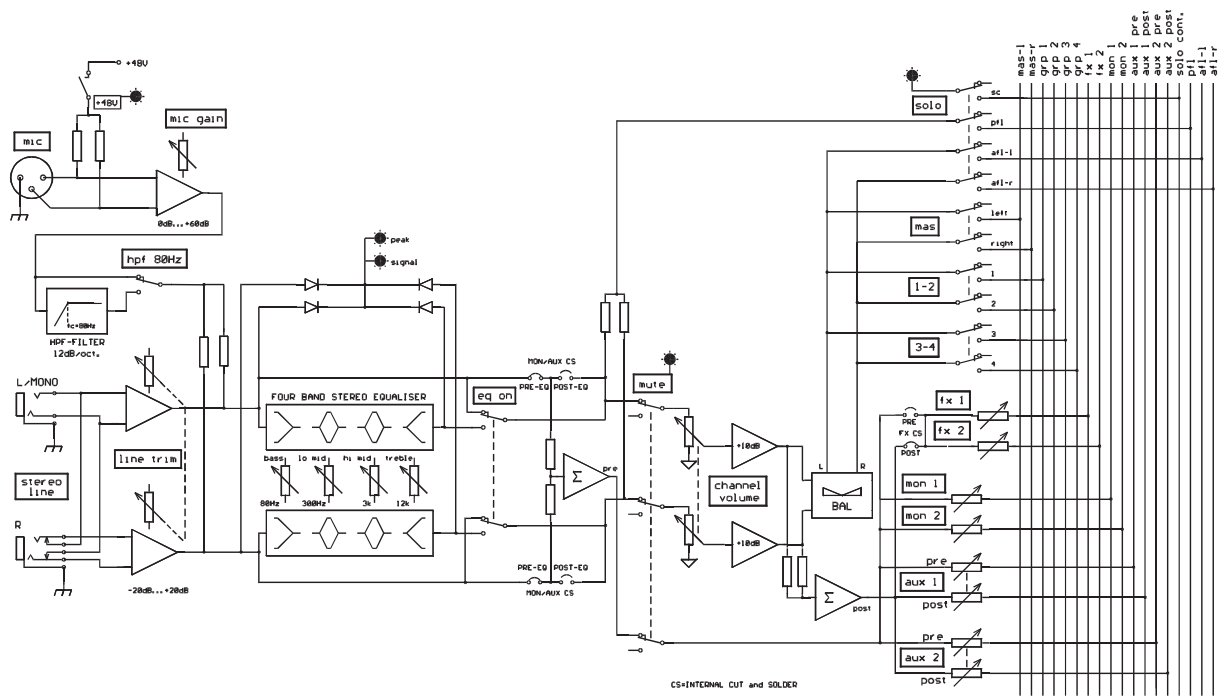 mas-l
mas-r
grp 1
grp 2
grp 3
grp 4
fx 1
fx 2
mon 1
mon 2
aux 1 pre
aux 1 post
aux 2 pre
aux 2 post
solo cont.
pfl
afl-l
afl-r
+48V
+48V
mic gain
mic
0dB...+60dB
solo
sc
pfl
afl-l
afl-r
mas
left
right
1-2
1
2
3-4
3
4
peak
signal
hpf 80Hz
fc=80Hz
HPF-FILTER
12dB/oct.
L/MONO
line trim
stereo
line
R
-20dB...+20dB
FOUR BAND STEREO EQUALISER
bass
lo mid
hi mid
treble
80Hz
300Hz
3k
12k
eq on
MON/AUX CS
PRE-EQ
POST-EQ
Σ
pre
PRE-EQ
POST-EQ
MON/AUX CS
mute
+10dB
channel
volume
+10dB
L
R
BAL
Σ
post
fx 1
PRE
FX CS
fx 2
POST
mon 1
mon 2
pre
aux 1
post
pre
aux 2
post
CS=INTERNAL CUT and SOLDER